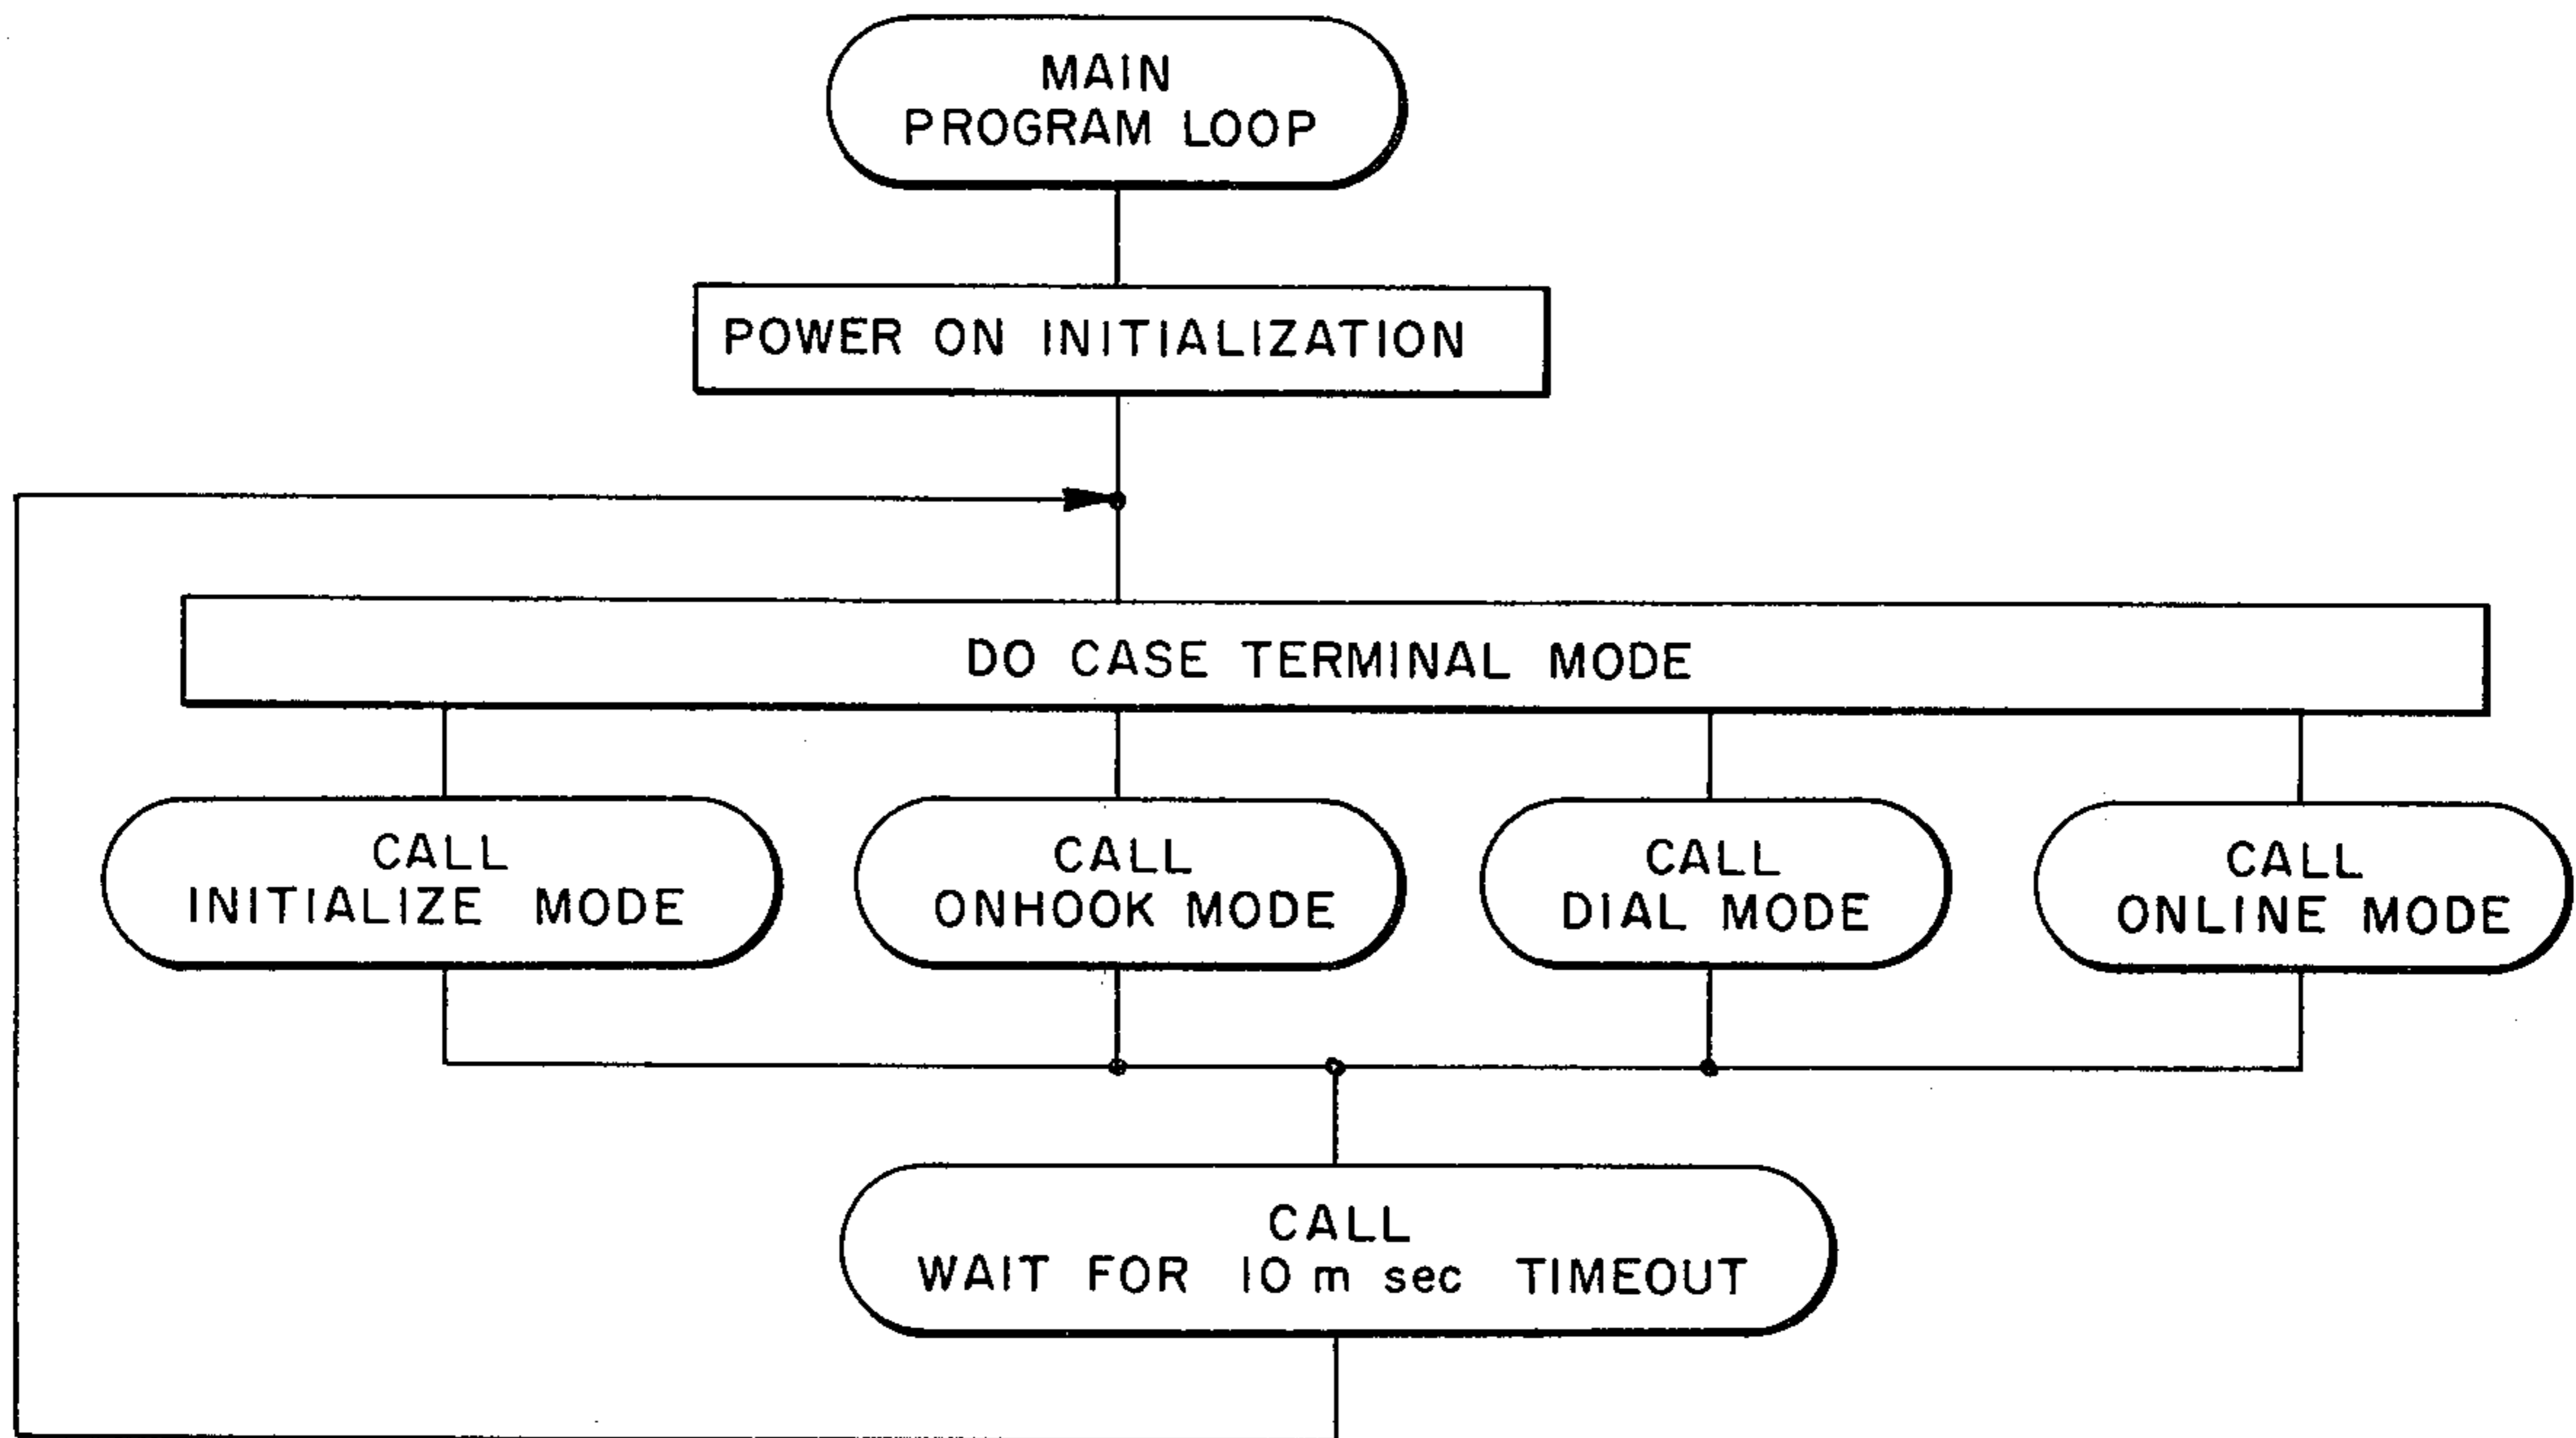 MAIN
PROGRAM LOOP
POWER ON INITIALIZATION
DO CASE TERMINAL MODE
CALL
INITIALIZE MODE
CALL
ONHOOK MODE
CALL
DIAL MODE
CALL
ONLINE MODE
CALL
WAIT FOR 10 m sec TIMEOUT